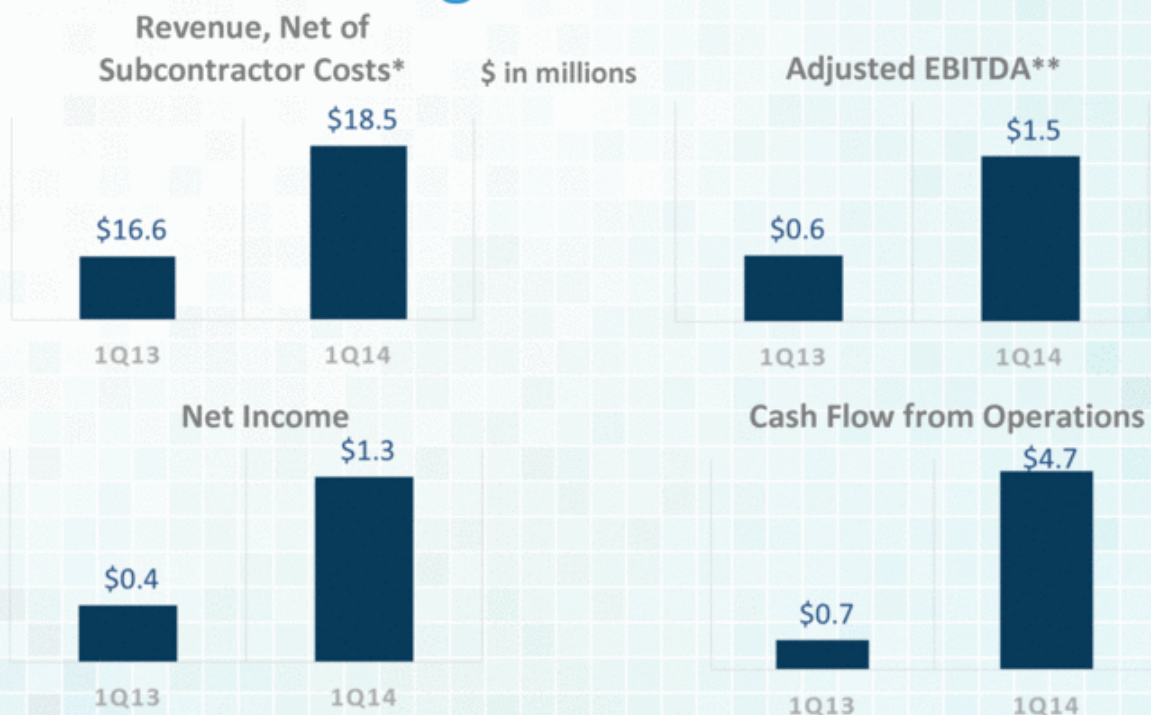 Revenue, Net of
Subcontractor Costs*
$ in millions
$18.5
$16.6
1Q13
1Q14
Adjusted EBITDA**
$1.5
$0.6
1Q13
1Q14
Net Income
$1.3
$0.4
1Q13
1Q14
Cash Flow from Operations
$4.7
$0.7
1Q13
1Q14